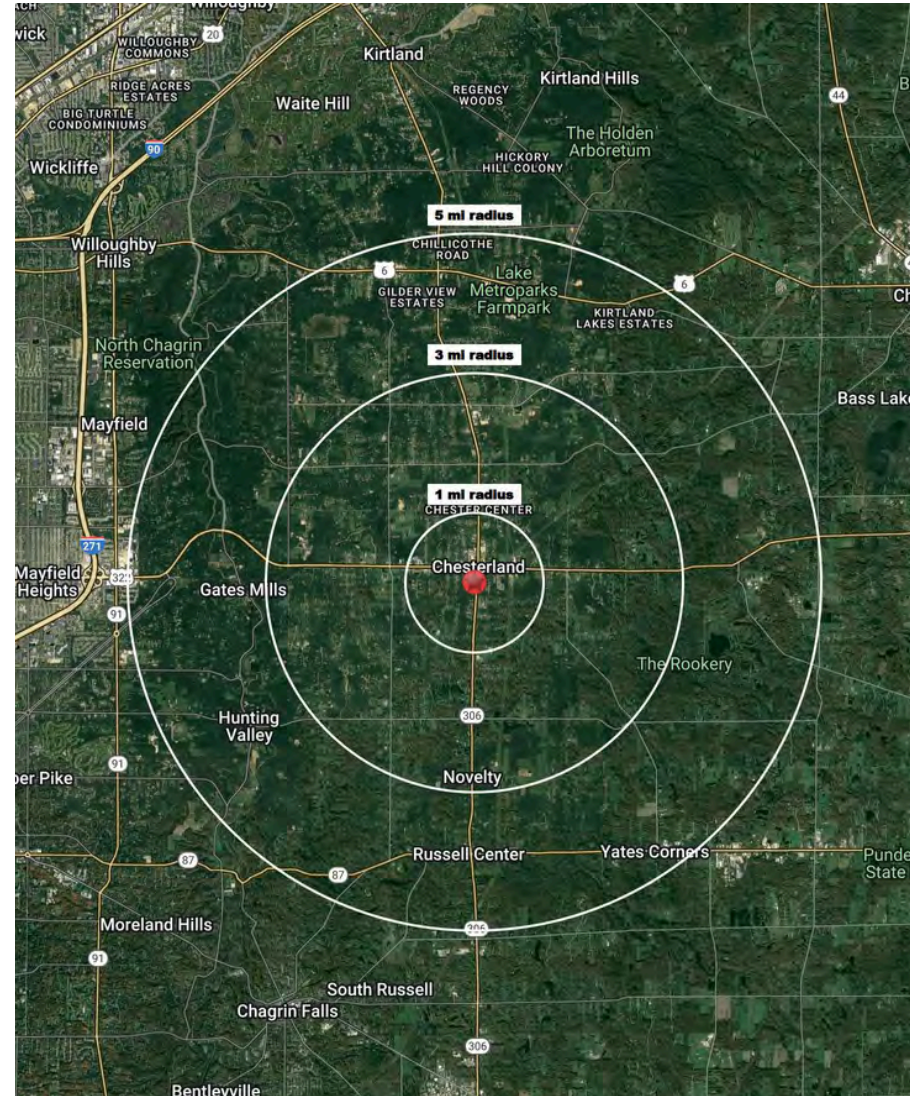 Willoughby
wick
20
WILLOUGHBY
COMMONS
Kirtland
RIDGE ACRES
ESTATES
REGENCY
WOODS
Kirtland Hills
44
Waite Hill
BIG TURTLE
CONDOMINIUMS
The Holden
Arboretum
90
HICKORY
HILL COLONY
Wickliffe
5 mi radius
Willoughby
Hills
CHILLICOTHE
ROAD
6
Lake
Metroparks
Farmpark
6
GILDER VIEW
ESTATES
KIRTLAND
LAKES ESTATES
Ch
North Chagrin
Reservation
3 mi radius
Bass Lake
Mayfield
1 mi radius
CHESTER CENTER
271
Mayfield
Heights
322
Chesterland
Gates Mills
91
The Rookery
306
Hunting
Valley
91
per Pike
Novelty
87
Russell Center
Yates Corners
87
Punde
State
Moreland Hills
306
91
South Russell
Chagrin Falls
306
Bentleyville